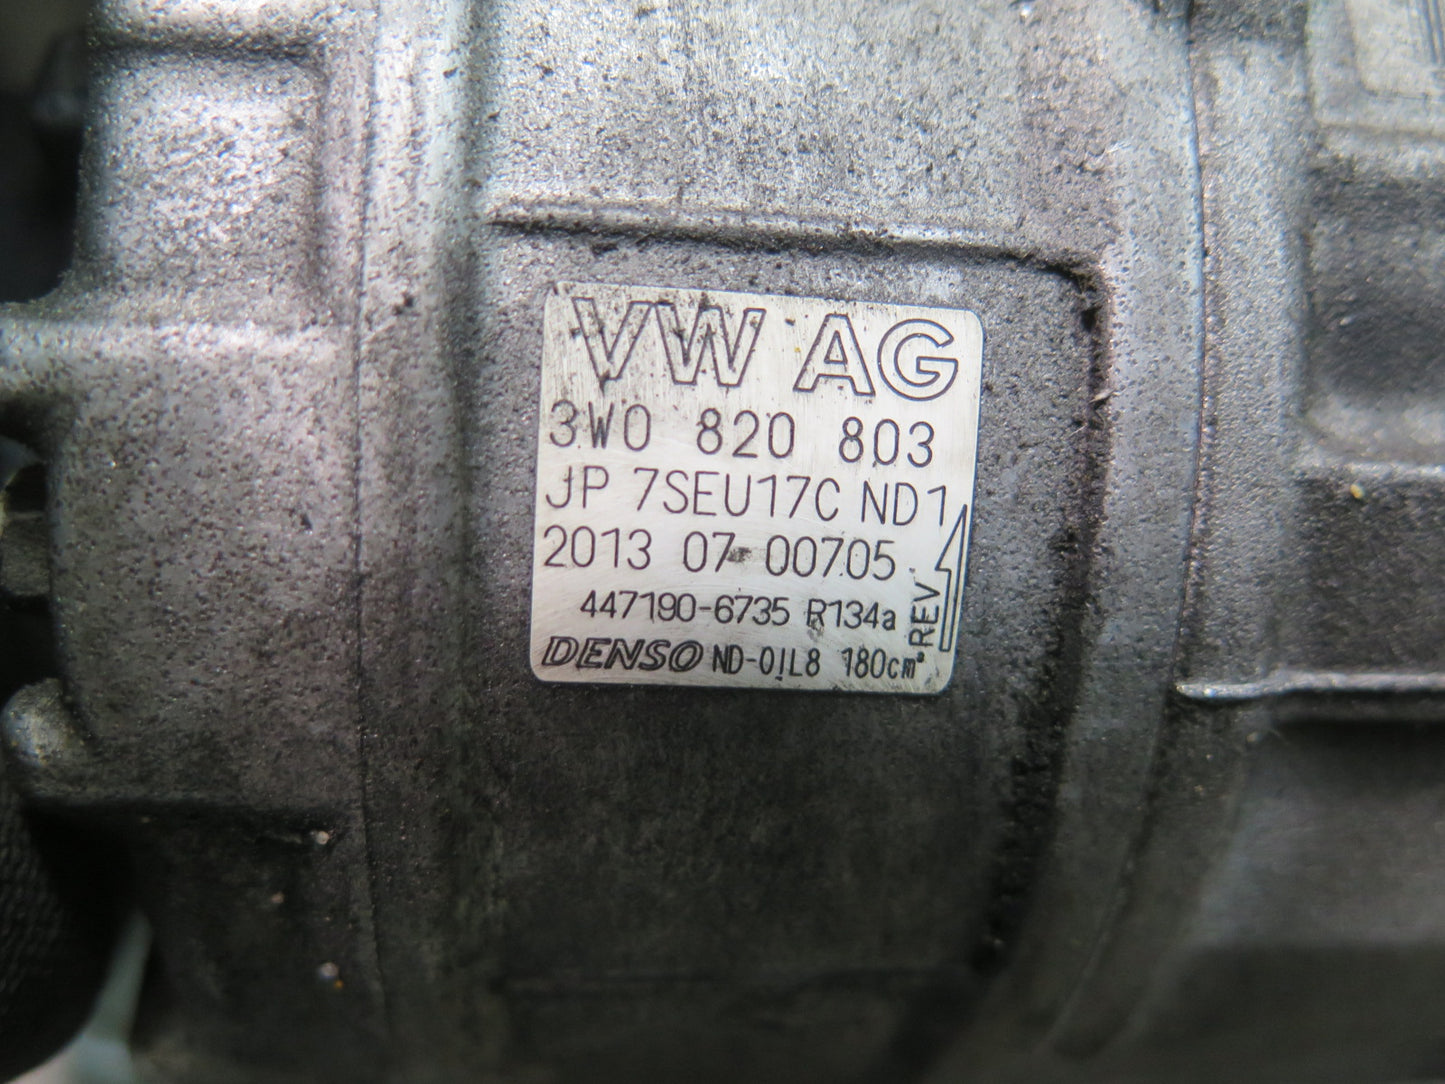 VW AG
3W0 820 803
JP 7SEU17C ND1
2013 07 00705
447190-6735 R134a
DENSO ND-OIL8 180cm³
REV